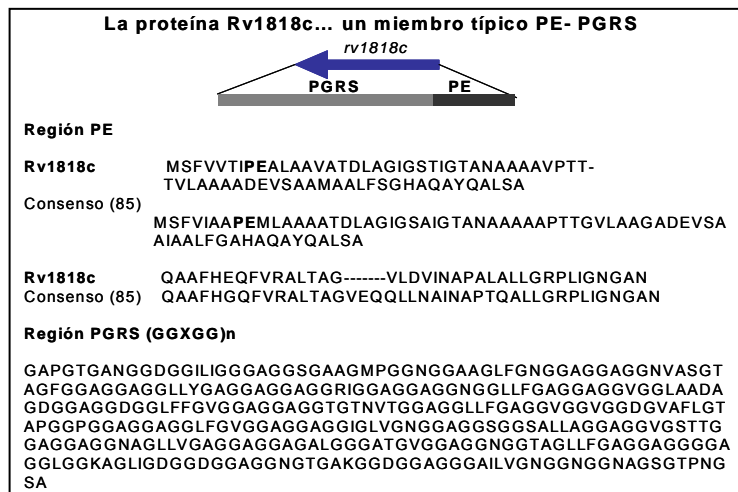 La proteína Rv1818c... un miembro típico PE- PGRS
rv1818c
PGRS PE
Región PE
Rv1818c MSFVVTIPEALAAVATDLAGIGSTIGTANAAAAVPTT-
TVLAAAADEVSAAMAALFSGHAQAYQALSA
Consenso (85)
MSFVIAAPEMLAAAATDLAGIGSAIGTANAAAAAPTTGVLAAGADEVSA
AIAALFGAHAQAYQALSA
Rv1818c QAAFHEQFVRALTAG-------VLDVINAPALALLGRPLIGNGAN
Consenso (85) QAAFHGQFVRALTAGVEQQLLNAINAPTQALLGRPLIGNGAN
Región PGRS (GGXGG)n
GAPGTGANGGDGGILIGGGAGGSGAAGMPGGNGGAAGLFGNGGAGGAGGNVASGT
AGFGGAGGAGGLLYGAGGAGGAGGRIGGAGGAGGNGGLLFGAGGAGGVGGLAADA
GDGGAGGDGGLFFGVGGAGGAGGTGTNVTGGAGGLLFGAGGVGGVGGDGVAFLGT
APGGPGGAGGAGGLFGVGGAGGAGGIGLVGNGGAGGSGGSALLAGGAGGVGSTTG
GAGGAGGNAGLLVGAGGAGGAGALGGGATGVGGAGGNGGTAGLLFGAGGAGGGGA
GGLGGKAGLIGDGGDGGAGGNGTGAKGGDGGAGGGAILVGNGGNGGNAGSGTPNG
SA